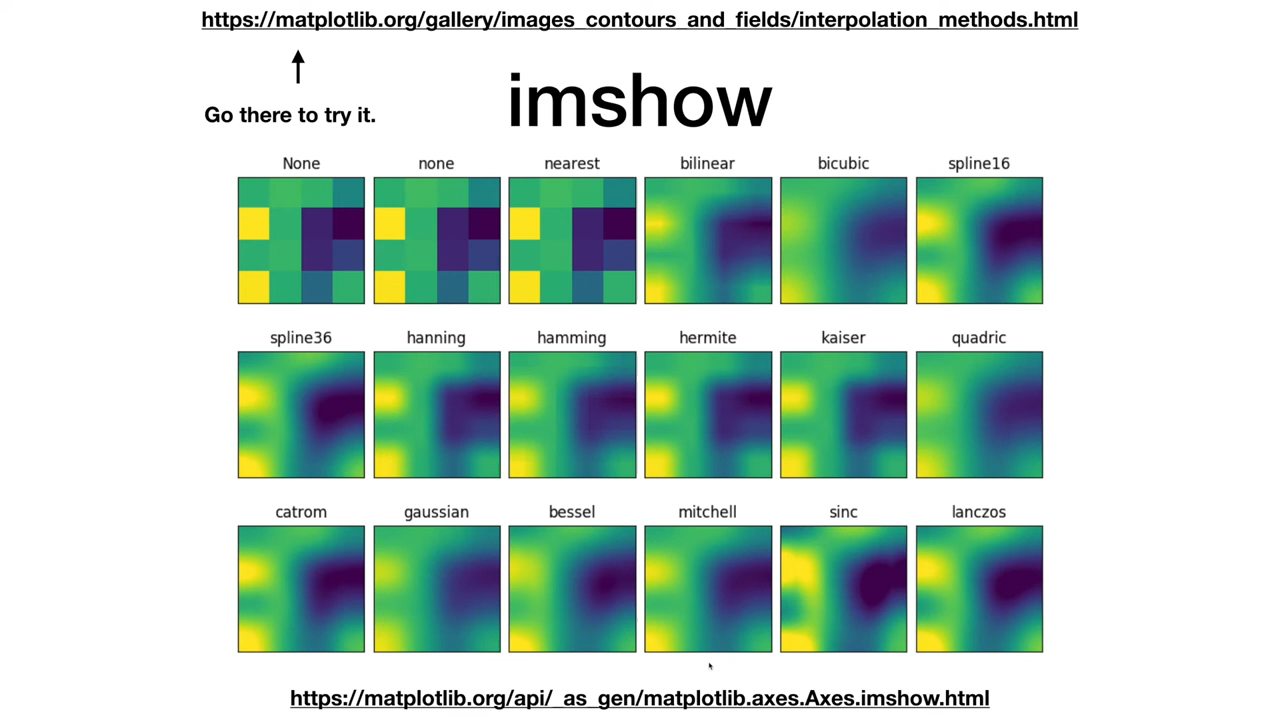 https://matplotlib.org/gallery/images_contours_and_fields/interpolation_methods.html
Go there to try it.
imshow
None none nearest bilinear bicubic spline16
spline36 hanning hamming hermite kaiser quadric
catrom gaussian bessel mitchell sinc lanczos
https://matplotlib.org/api/_as_gen/matplotlib.axes.Axes.imshow.html